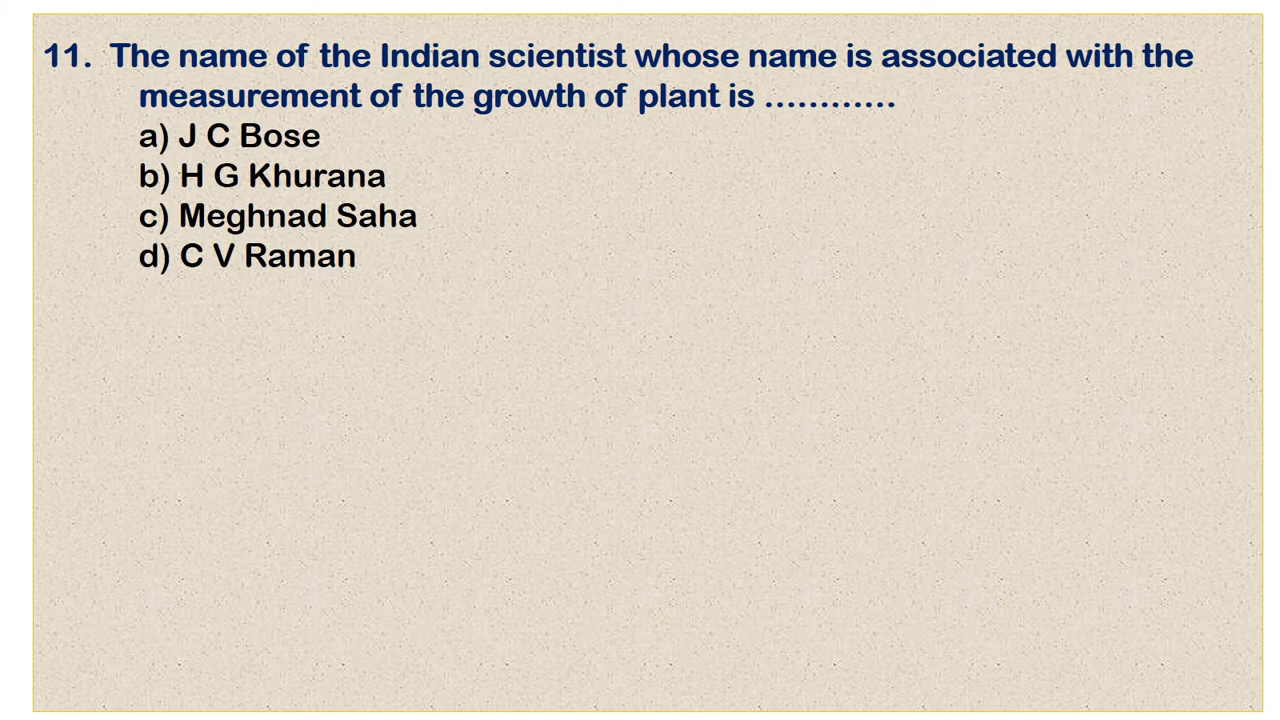 11. The name of the Indian scientist whose name is associated with the
measurement of the growth of plant is ............
a) J C Bose
b) H G Khurana
c) Meghnad Saha
d) C V Raman